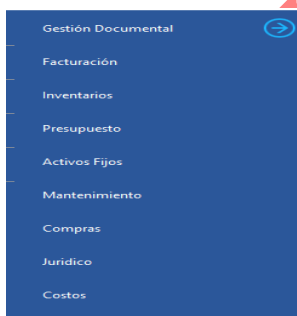 Gestión Documental
Facturación
Inventarios
Presupuesto
Activos Fijos
Mantenimiento
Compras
Juridico
Costos